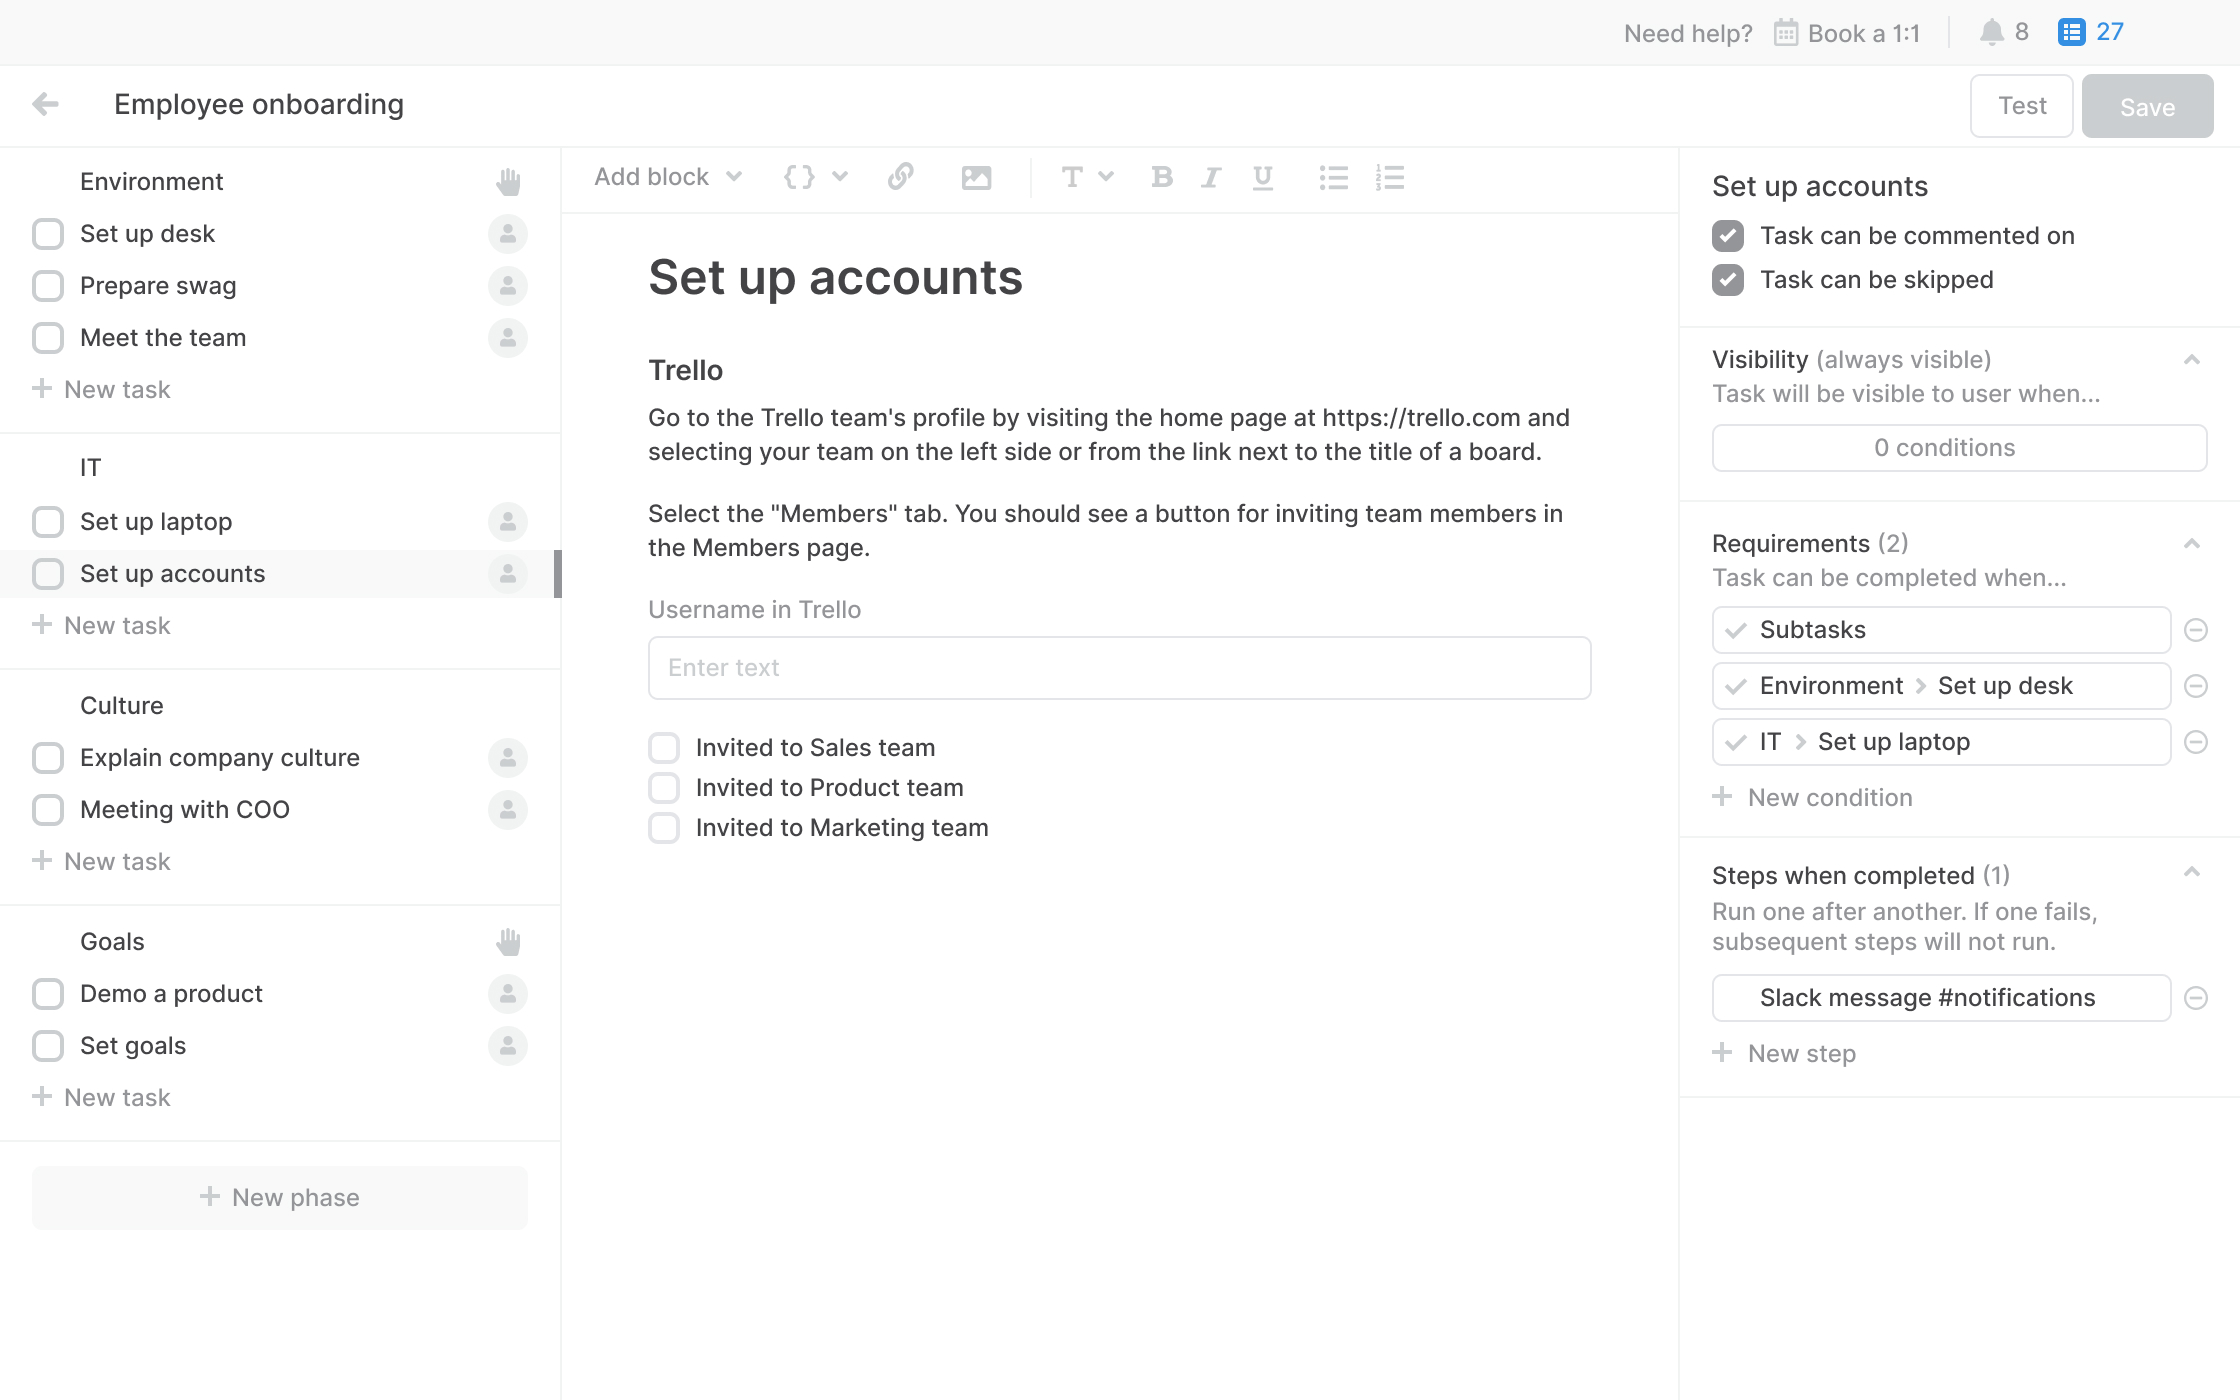 Need help? Book a 1:1 8 27
Employee onboarding
Test Save
Environment
Set up desk
Prepare swag
Meet the team
New task
IT
Set up laptop
Set up accounts
New task
Culture
Explain company culture
Meeting with COO
New task
Goals
Demo a product
Set goals
New task
New phase
Add block {} T B I U
Set up accounts
Trello
Go to the Trello team's profile by visiting the home page at https://trello.com and
selecting your team on the left side or from the link next to the title of a board.
Select the "Members" tab. You should see a button for inviting team members in
the Members page.
Username in Trello
Enter text
Invited to Sales team
Invited to Product team
Invited to Marketing team
Set up accounts
Task can be commented on
Task can be skipped
Visibility (always visible)
Task will be visible to user when...
0 conditions
Requirements (2)
Task can be completed when...
Subtasks
Environment > Set up desk
IT > Set up laptop
New condition
Steps when completed (1)
Run one after another. If one fails,
subsequent steps will not run.
Slack message #notifications
New step